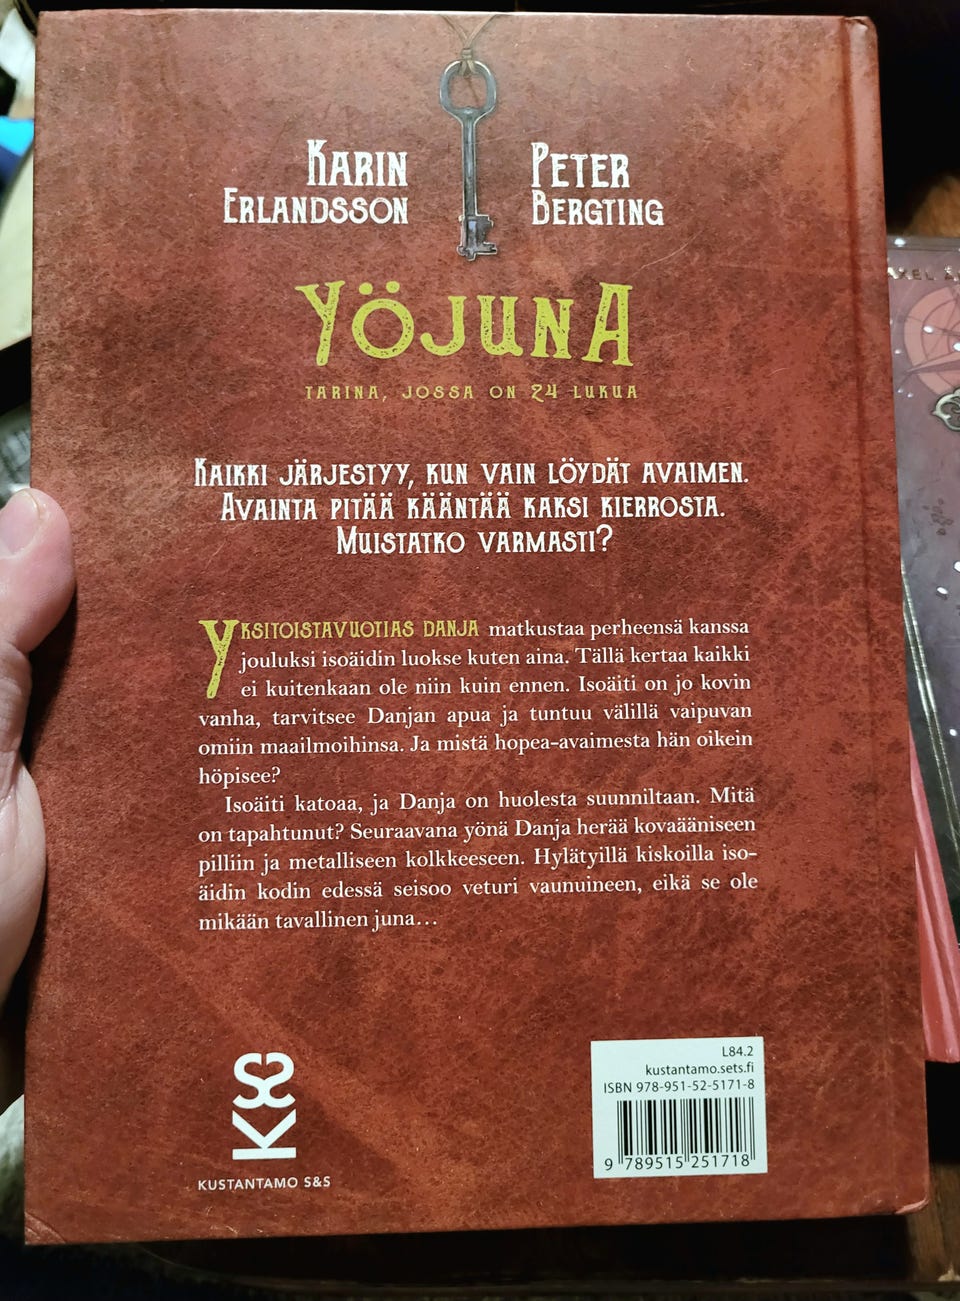 KARIN
ERLANDSSON
PETER
BERGTING
YÖJUNA
TARINA, JOSSA ON 24 LUKUA
KAIKKI JÄRJESTYY, KUN VAIN LÖYDÄT AVAIMEN.
AVAINTA PITÄÄ KÄÄNTÄÄ KAKSI KIERROSTA.
MUISTATKO VARMASTI?
YKSITOISTAVUOTIAS DANJA matkustaa perheensä kanssa
jouluksi isoäidin luokse kuten aina. Tällä kertaa kaikki
ei kuitenkaan ole niin kuin ennen. Isoäiti on jo kovin
vanha, tarvitsee Danjan apua ja tuntuu välillä vaipuvan
omiin maailmoihinsa. Ja mistä hopea-avaimesta hän oikein
höpisee?
Isoäiti katoaa, ja Danja on huolesta suunniltaan. Mitä
on tapahtunut? Seuraavana yönä Danja herää kovaääniseen
pilliin ja metalliseen kolkkeeseen. Hylätyillä kiskoilla iso-
äidin kodin edessä seisoo veturi vaunuineen, eikä se ole
mikään tavallinen juna…
K&S
KUSTANTAMO S&S
L84.2
kustantamo.sets.fi
ISBN 978-951-52-5171-8
9 789515 251718